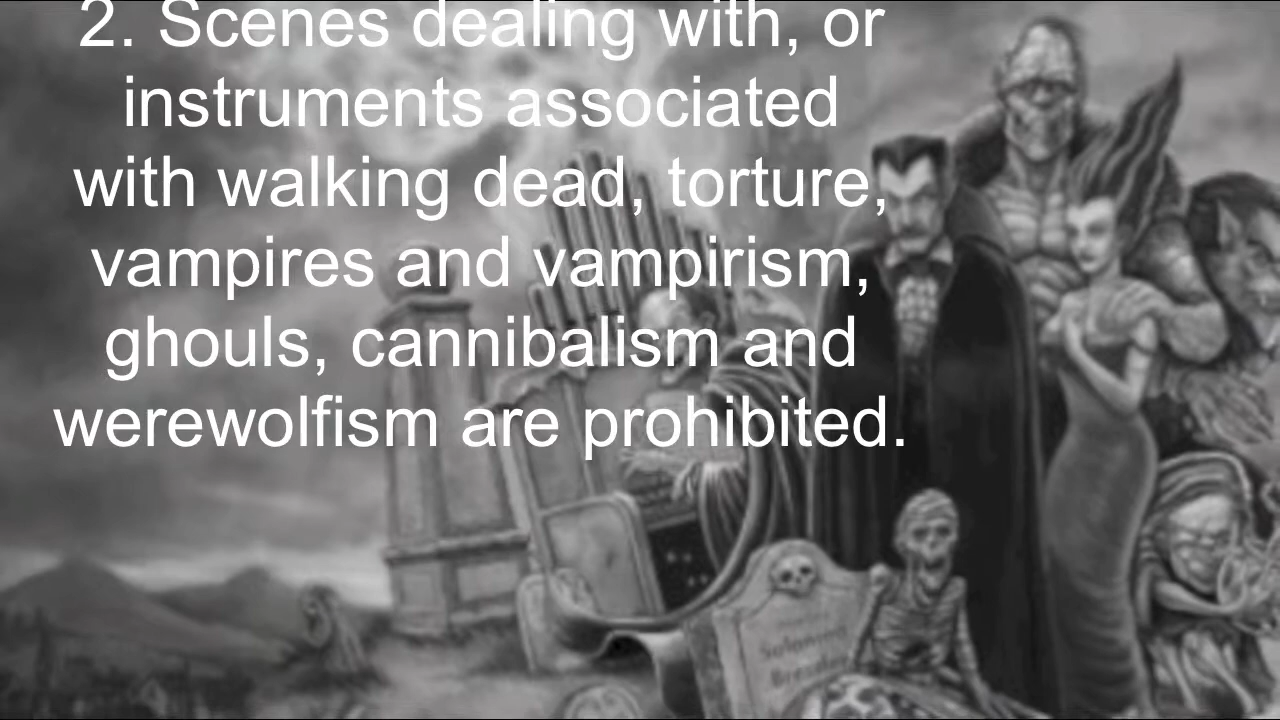 2. Scenes dealing with, or
instruments associated
with walking dead, torture,
vampires and vampirism,
ghouls, cannibalism and
werewolfism are prohibited.